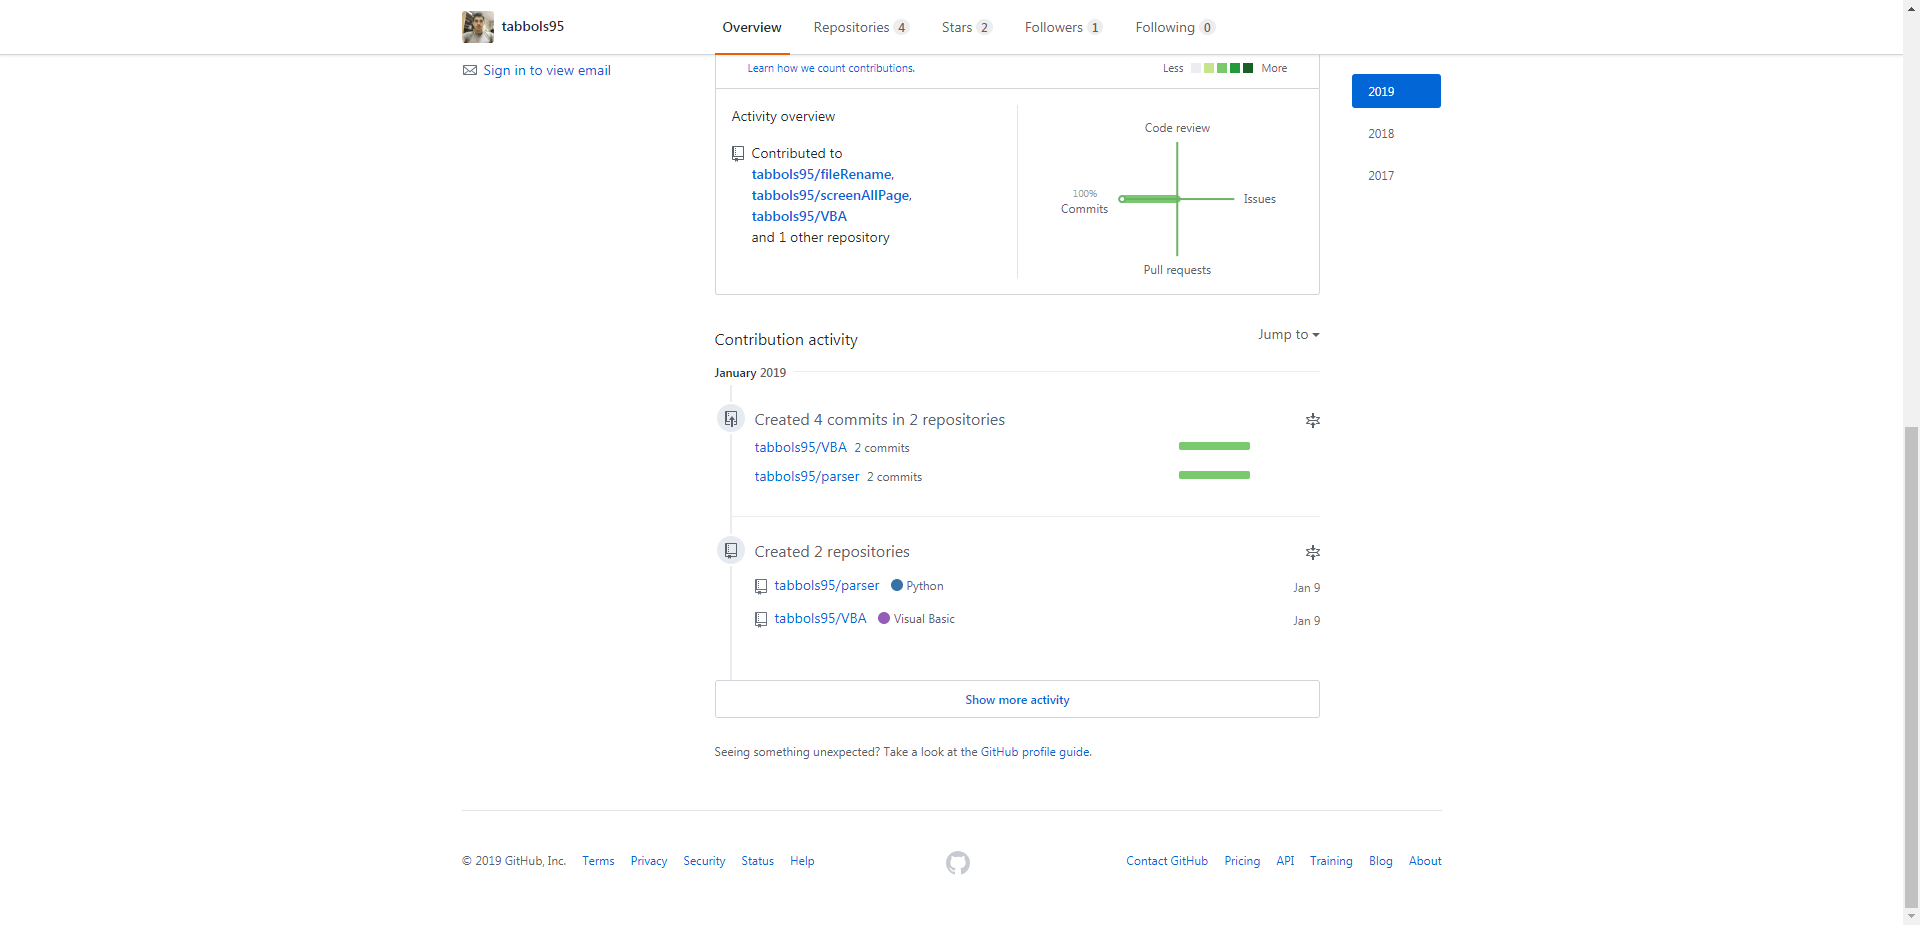 tabbols95
Overview
Repositories 4
Stars 2
Followers 1
Following 0
Sign in to view email
Learn how we count contributions.
Less
More
2019
2018
2017
Activity overview
Contributed to
tabbols95/fileRename,
tabbols95/screenAllPage,
tabbols95/VBA
and 1 other repository
Code review
100%
Commits
Issues
Pull requests
Contribution activity
Jump to
January 2019
Created 4 commits in 2 repositories
tabbols95/VBA 2 commits
tabbols95/parser 2 commits
Created 2 repositories
tabbols95/parser Python Jan 9
tabbols95/VBA Visual Basic Jan 9
Show more activity
Seeing something unexpected? Take a look at the GitHub profile guide.
© 2019 GitHub, Inc. Terms Privacy Security Status Help
Contact GitHub Pricing API Training Blog About